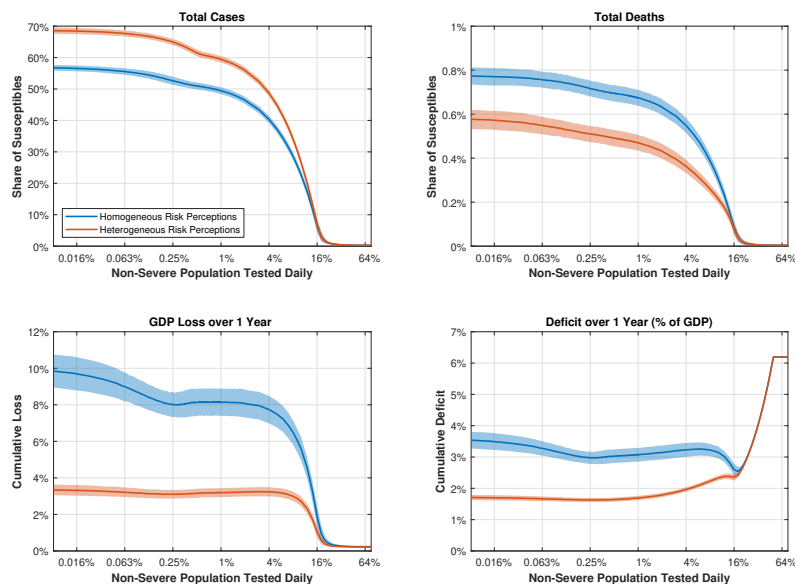 Total Cases
70%
60%
50%
40%
30%
20%
10%
0%
Share of Susceptibles
Homogeneous Risk Perceptions
Heterogeneous Risk Perceptions
0.016% 0.063% 0.25% 1% 4% 16% 64%
Non-Severe Population Tested Daily
Total Deaths
1%
0.8%
0.6%
0.4%
0.2%
0%
Share of Susceptibles
0.016% 0.063% 0.25% 1% 4% 16% 64%
Non-Severe Population Tested Daily
GDP Loss over 1 Year
12%
10%
8%
6%
4%
2%
0%
Cumulative Loss
0.016% 0.063% 0.25% 1% 4% 16% 64%
Non-Severe Population Tested Daily
Deficit over 1 Year (% of GDP)
7%
6%
5%
4%
3%
2%
1%
0%
Cumulative Deficit
0.016% 0.063% 0.25% 1% 4% 16% 64%
Non-Severe Population Tested Daily